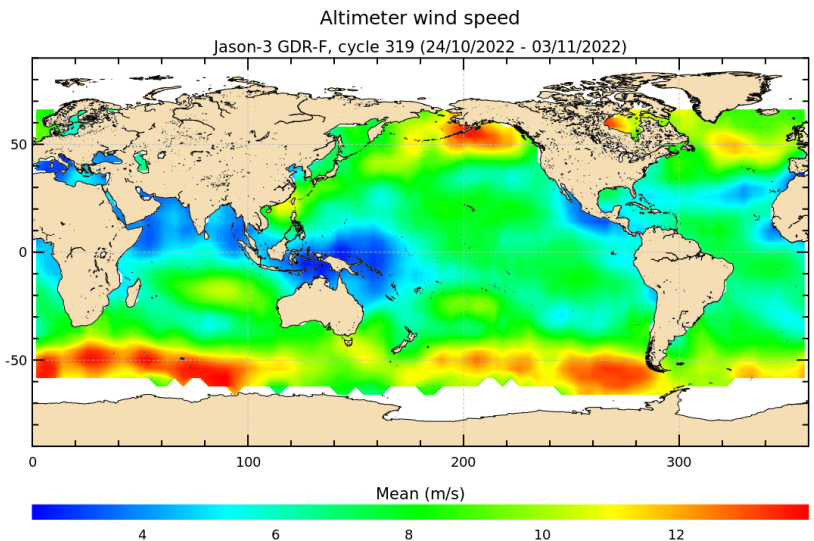 Altimeter wind speed
Jason-3 GDR-F, cycle 319 (24/10/2022 - 03/11/2022)
50
0
-50
0 100 200 300
Mean (m/s)
4 6 8 10 12